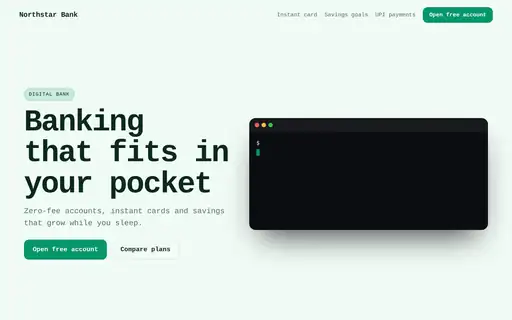 Northstar Bank
Instant card Savings goals UPI payments Open free account
DIGITAL BANK
Banking
that fits in
your pocket
Zero-fee accounts, instant cards and savings
that grow while you sleep.
Open free account Compare plans
$